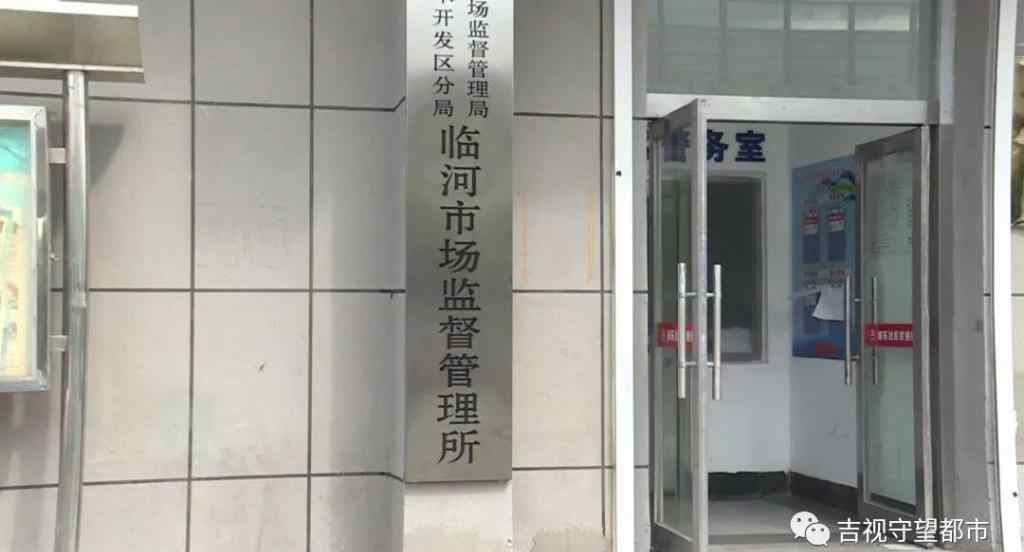 场监督管理局
开发区分局
临河市场监督管理所
警务室
吉视守望都市